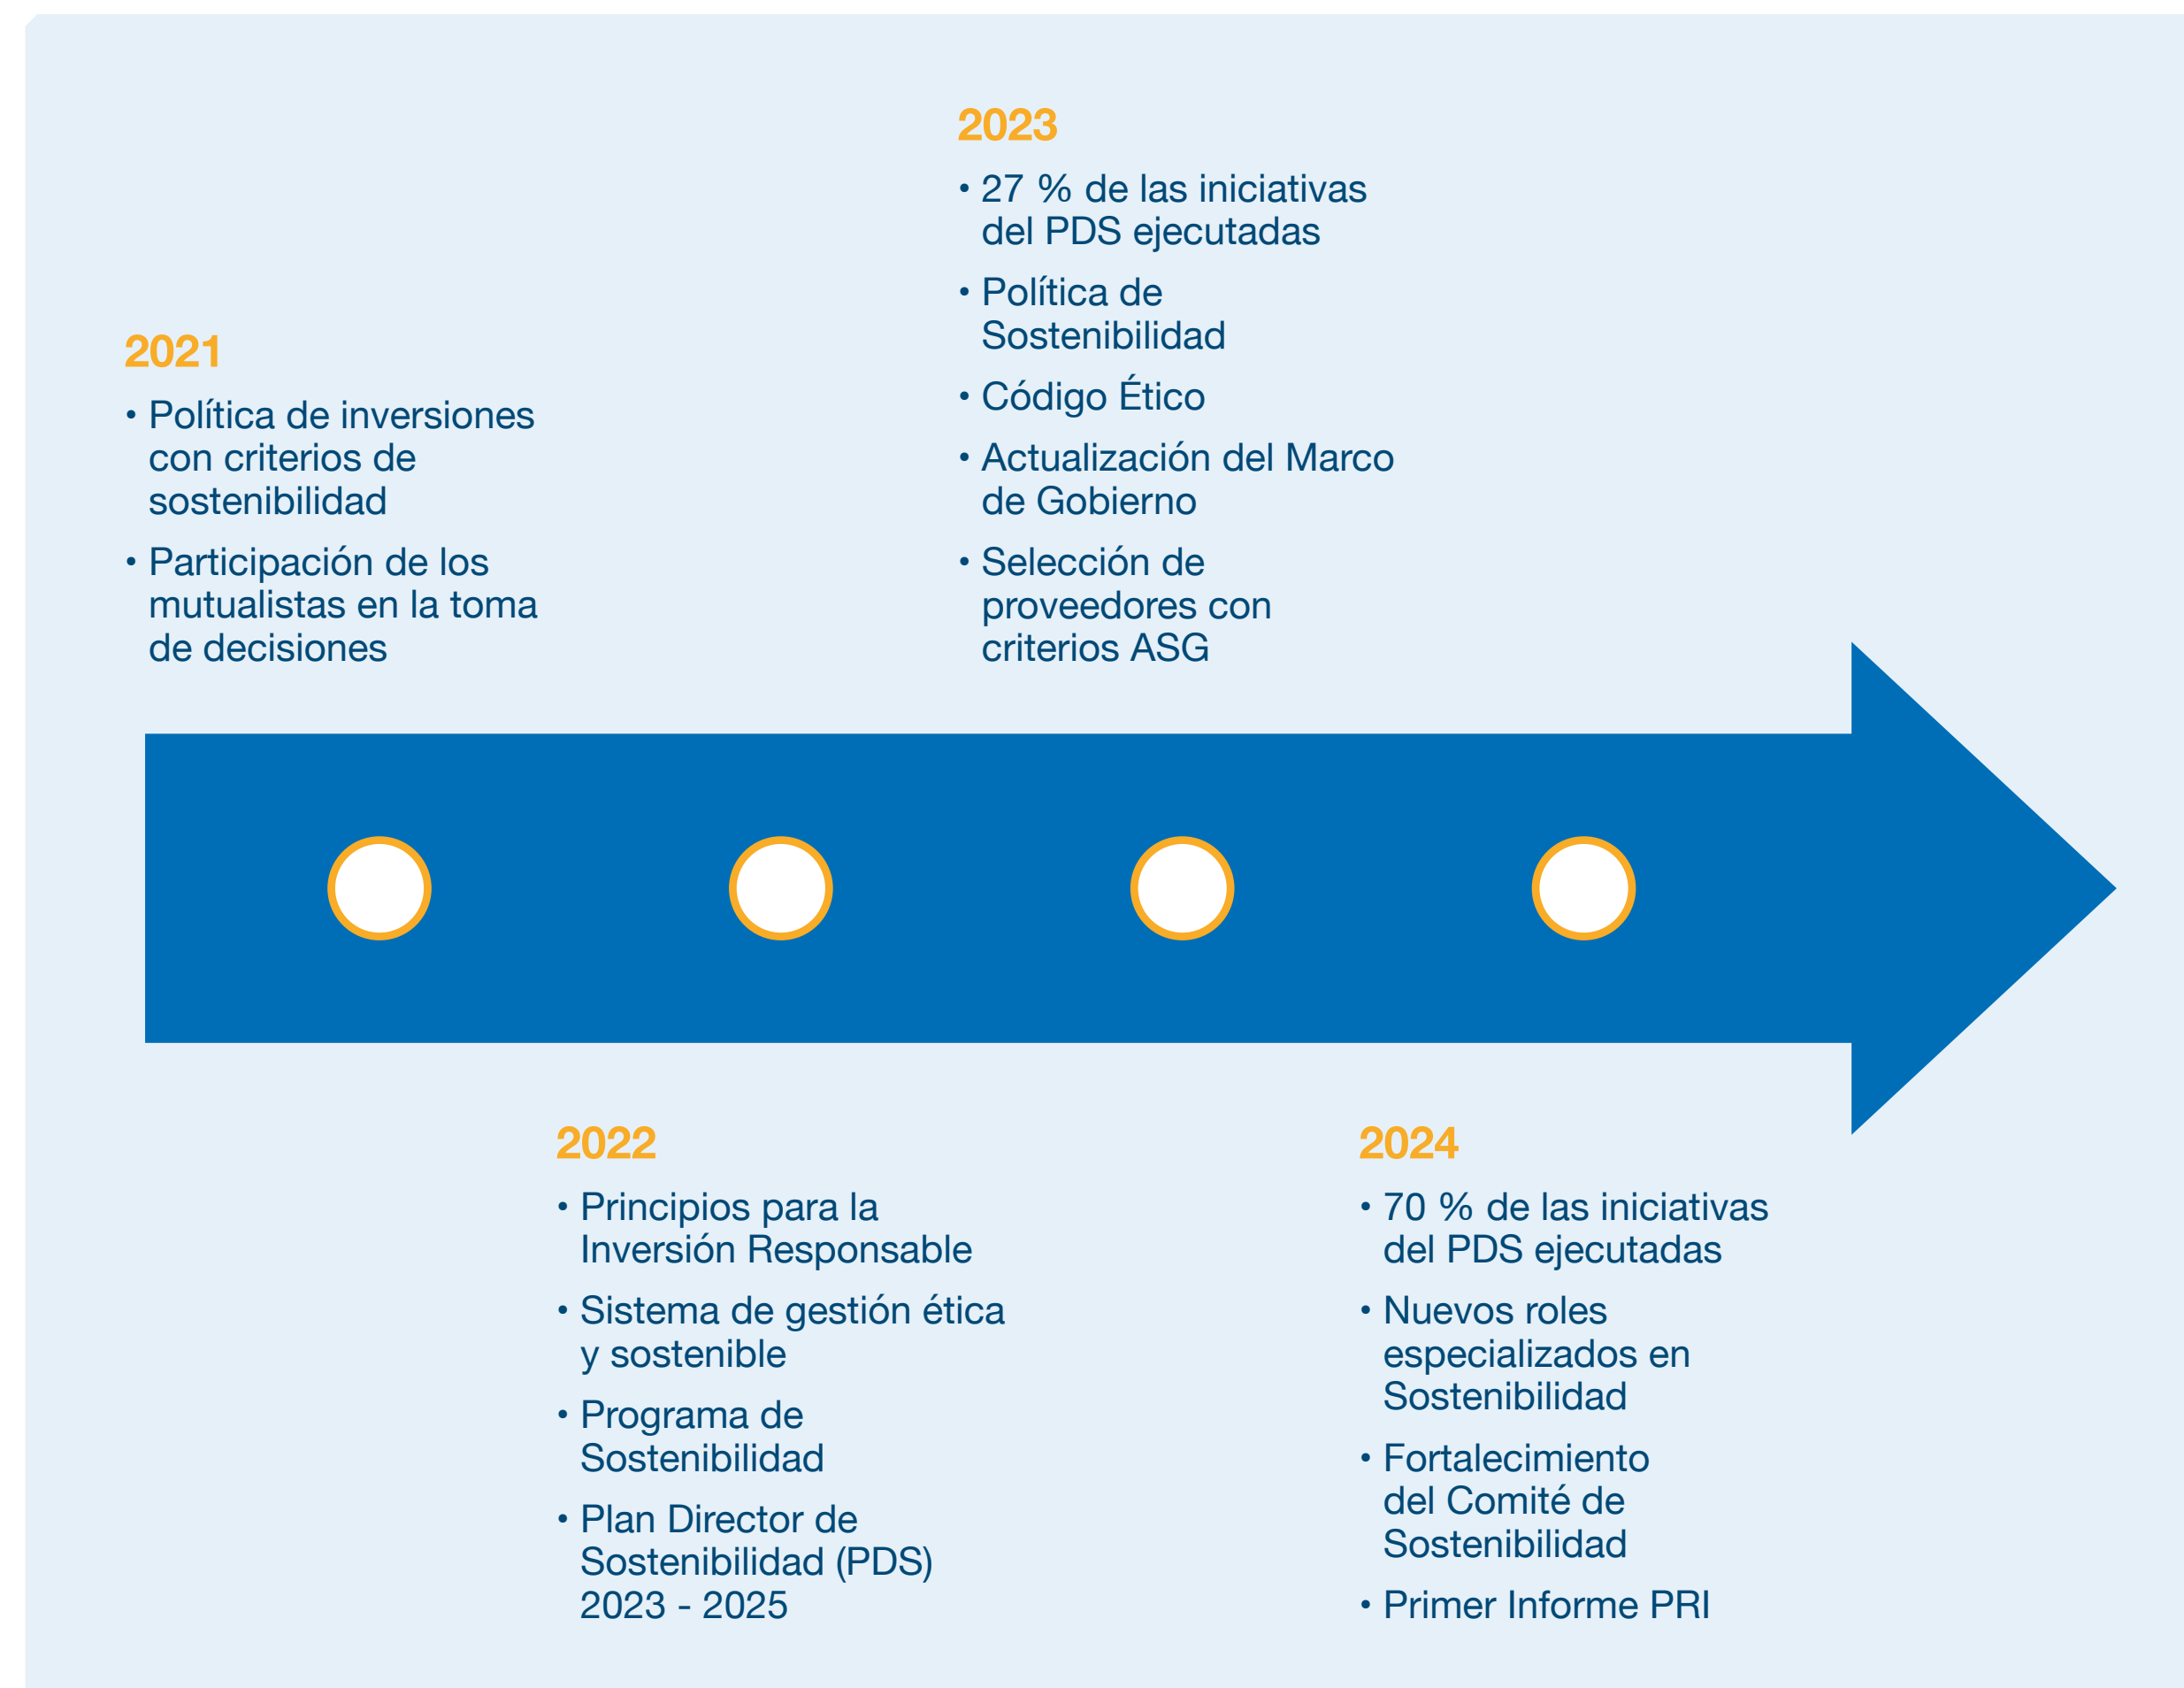 2021
• Política de inversiones
con criterios de
sostenibilidad
• Participación de los
mutualistas en la toma
de decisiones
2022
• Principios para la
Inversión Responsable
• Sistema de gestión ética
y sostenible
• Programa de
Sostenibilidad
• Plan Director de
Sostenibilidad (PDS)
2023 - 2025
2023
• 27 % de las iniciativas
del PDS ejecutadas
• Política de
Sostenibilidad
• Código Ético
• Actualización del Marco
de Gobierno
• Selección de
proveedores con
criterios ASG
2024
• 70 % de las iniciativas
del PDS ejecutadas
• Nuevos roles
especializados en
Sostenibilidad
• Fortalecimiento
del Comité de
Sostenibilidad
• Primer Informe PRI